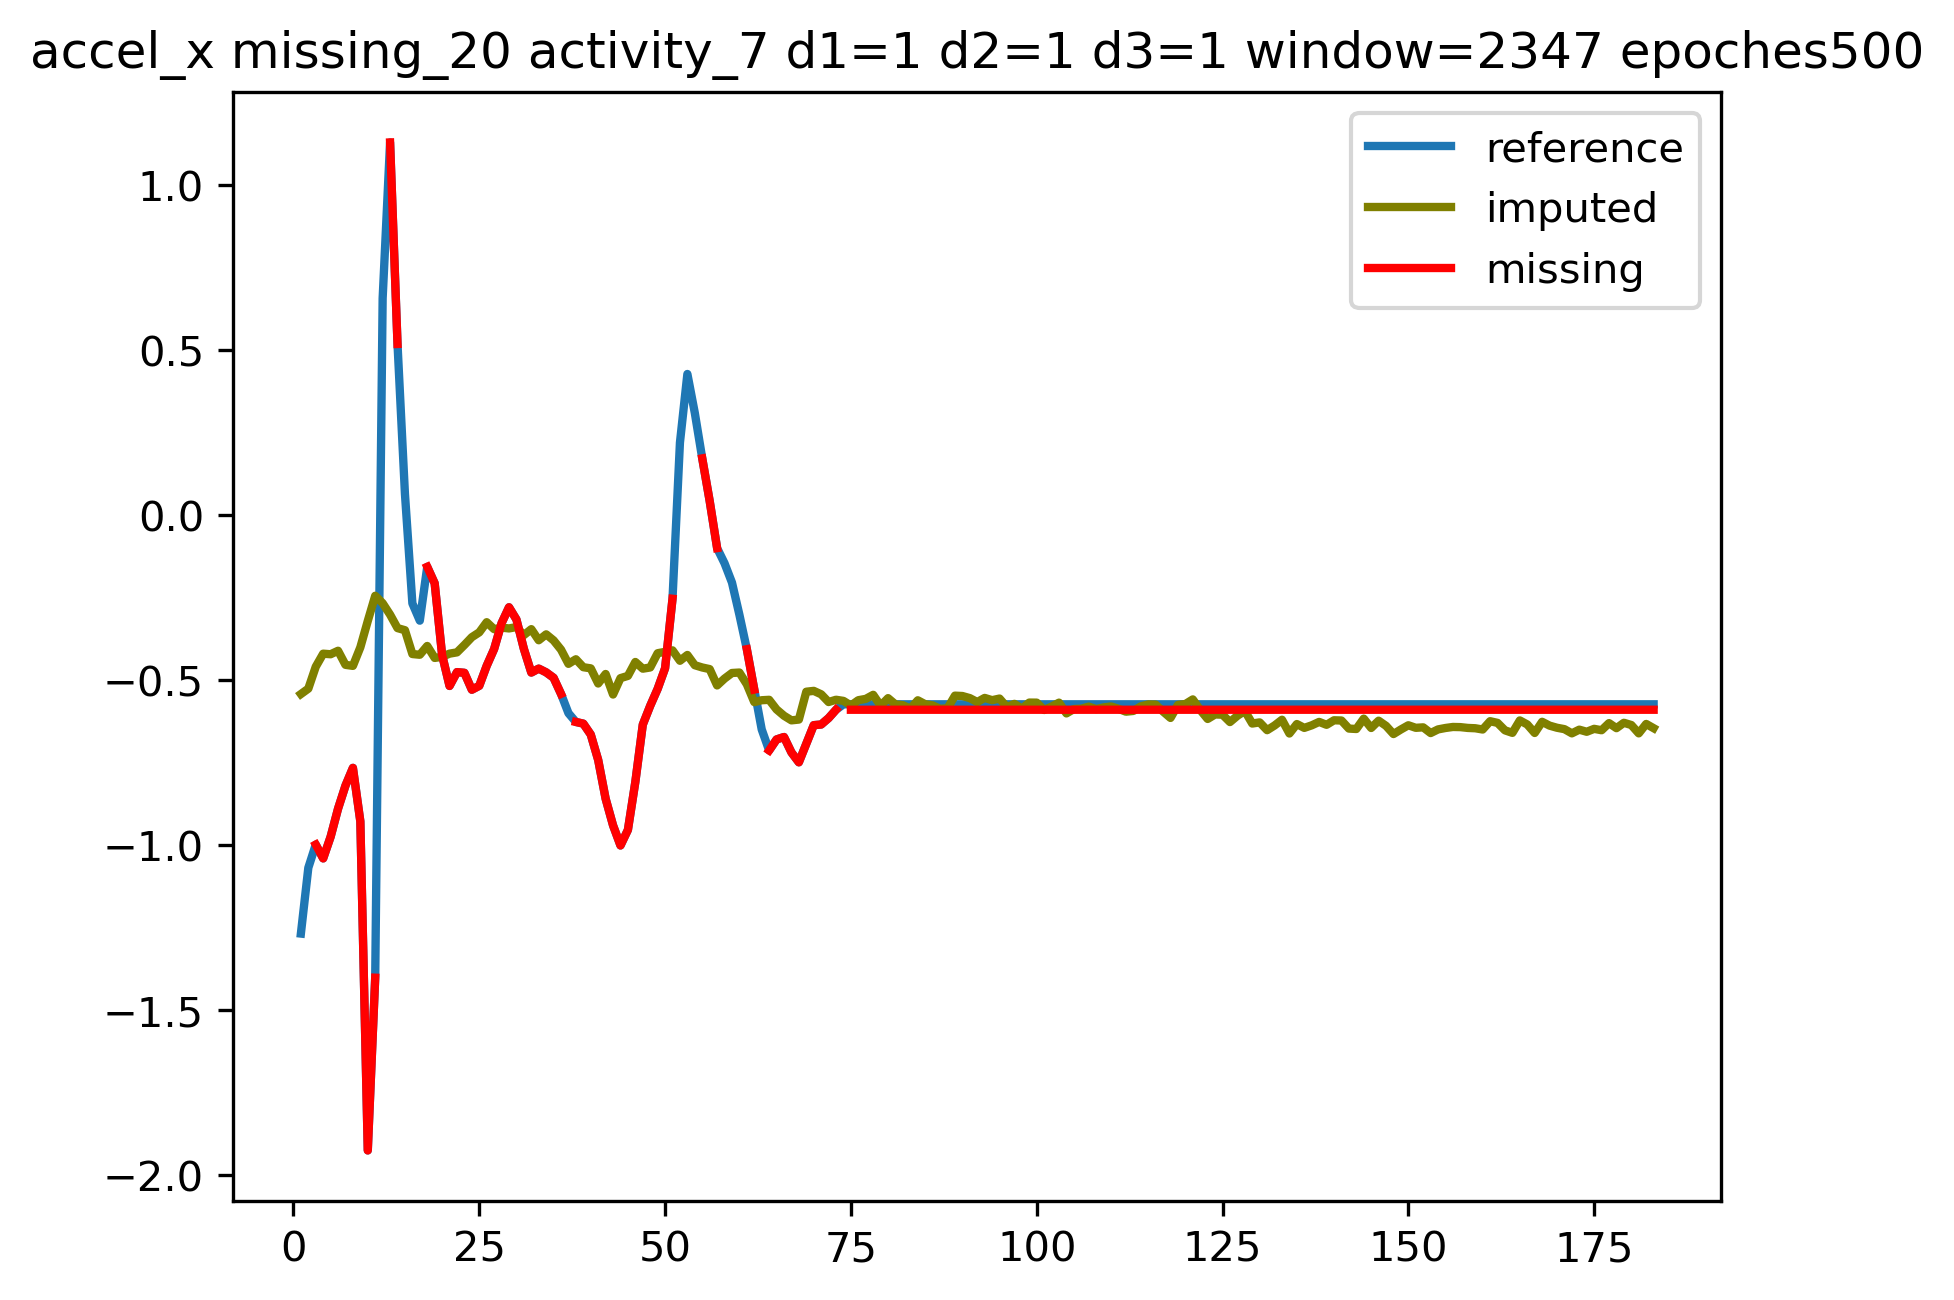 accel_x missing_20 activity_7 d1=1 d2=1 d3=1 window=2347 epoches500
reference
imputed
missing
1.0
0.5
0.0
−0.5
−1.0
−1.5
−2.0
0 25 50 75 100 125 150 175